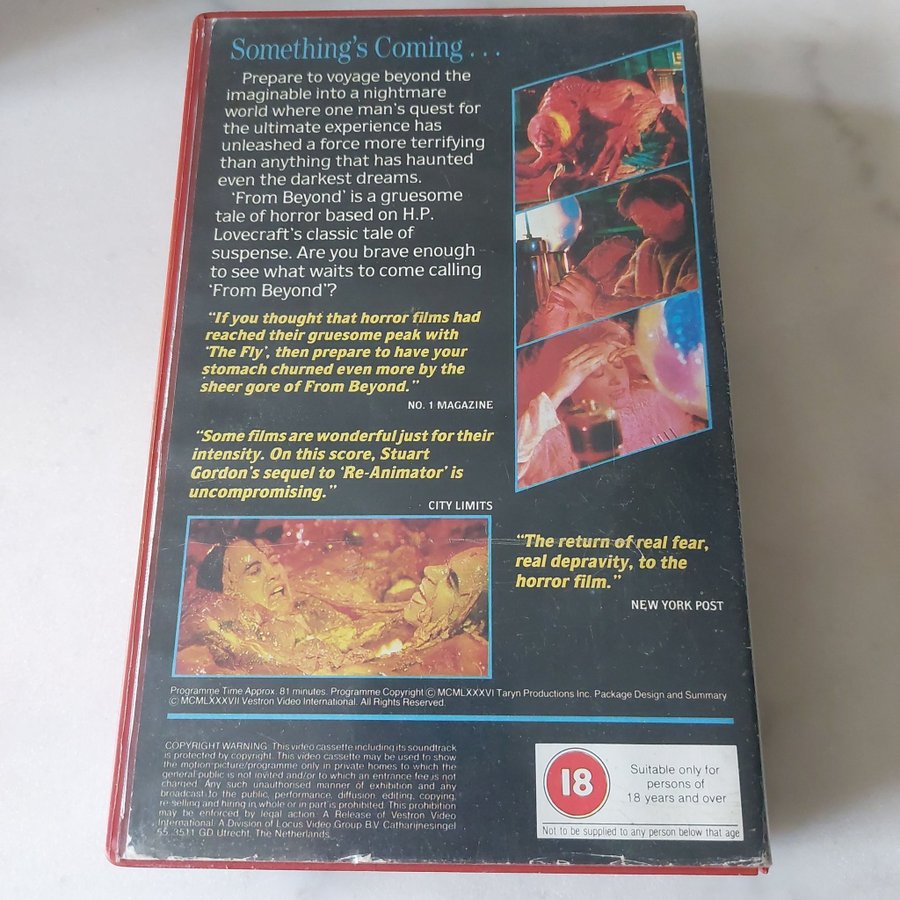 Something's Coming . . .
Prepare to voyage beyond the
imaginable into a nightmare
world where one man's quest for
the ultimate experience has
unleashed a force more terrifying
than anything that has haunted
even the darkest dreams.
'From Beyond' is a gruesome
tale of horror based on H.P.
Lovecraft's classic tale of
suspense. Are you brave enough
to see what waits to come calling
'From Beyond'?
"If you thought that horror films had
reached their gruesome peak with
'The Fly', then prepare to have your
stomach churned even more by the
sheer gore of From Beyond."
NO. 1 MAGAZINE
"Some films are wonderful just for their
intensity. On this score, Stuart
Gordon's sequel to 'Re-Animator' is
uncompromising."
CITY LIMITS
"The return of real fear,
real depravity, to the
horror film."
NEW YORK POST
Programme Time Approx. 81 minutes. Programme Copyright © MCMLXXXVI Taryn Productions Inc. Package Design and Summary
© MCMLXXXVII Vestron Video International. All Rights Reserved.
COPYRIGHT WARNING. This video cassette including its soundtrack
is protected by copyright. This video cassette may be used to show
the motion-picture/programme only in private homes to which the
general public is not invited and/or to which an entrance fee is not
charged. Any such unauthorised manner of exhibition and any
broadcast to the public, performance, diffusion, editing, copying,
re-selling and hiring in whole or in part is prohibited. This prohibition
may be enforced by legal action. A Release of Vestron Video
International. A Division of Locus Video Group B.V. Catharijnesingel
55, 3511 GD Utrecht, The Netherlands.
18
Suitable only for
persons of
18 years and over
Not to be supplied to any person below that age